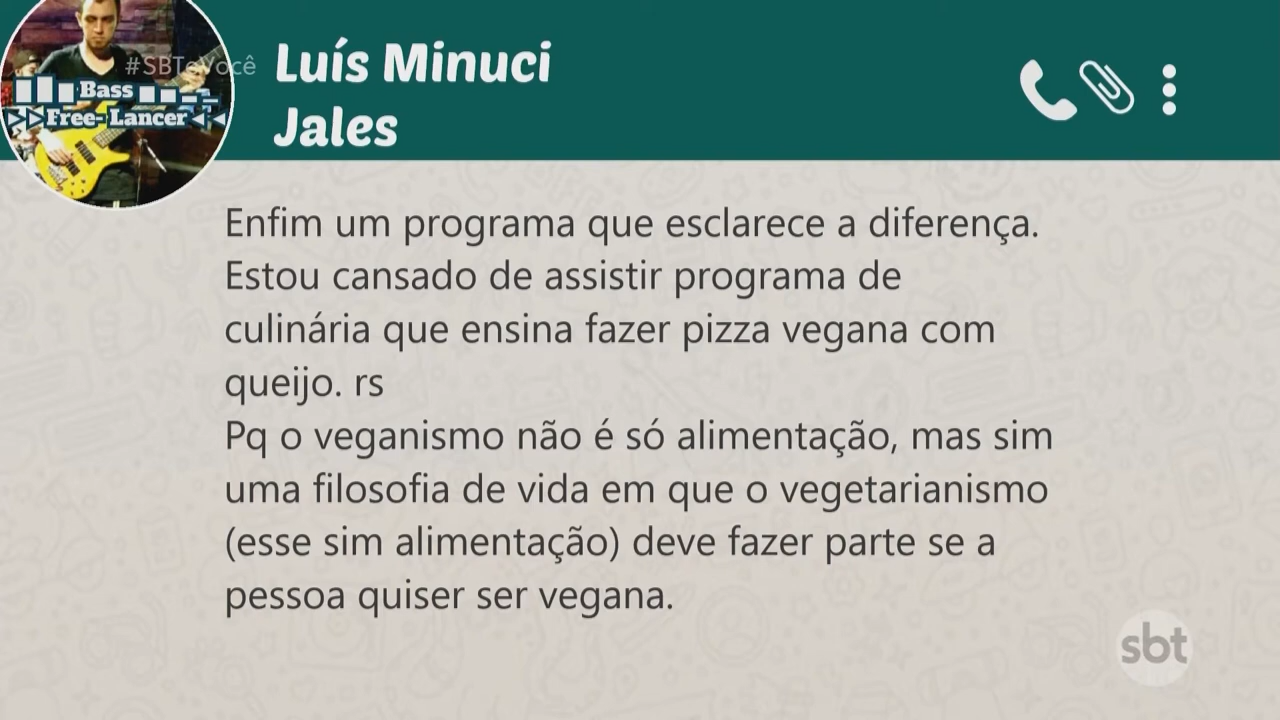 #SBTeVocê
Bass
Free-Lancer
Luís Minuci
Jales
Enfim um programa que esclarece a diferença.
Estou cansado de assistir programa de
culinária que ensina fazer pizza vegana com
queijo. rs
Pq o veganismo não é só alimentação, mas sim
uma filosofia de vida em que o vegetarianismo
(esse sim alimentação) deve fazer parte se a
pessoa quiser ser vegana.
sbt